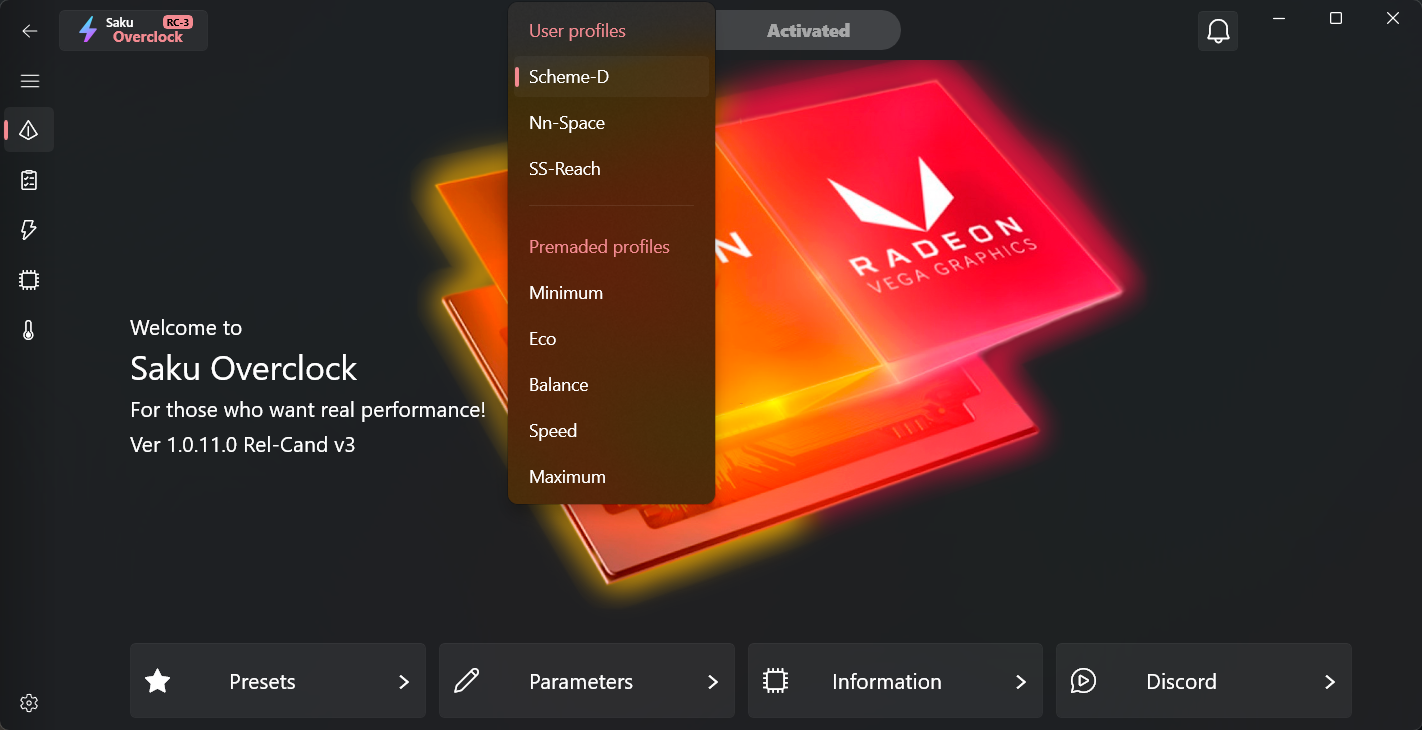 Saku
RC-3
Overclock
User profiles
Activated
Scheme-D
Nn-Space
SS-Reach
Premaded profiles
Minimum
Eco
Balance
Speed
Maximum
N
RADEON
VEGA GRAPHICS
Welcome to
Saku Overclock
For those who want real performance!
Ver 1.0.11.0 Rel-Cand v3
Presets
Parameters
Information
Discord